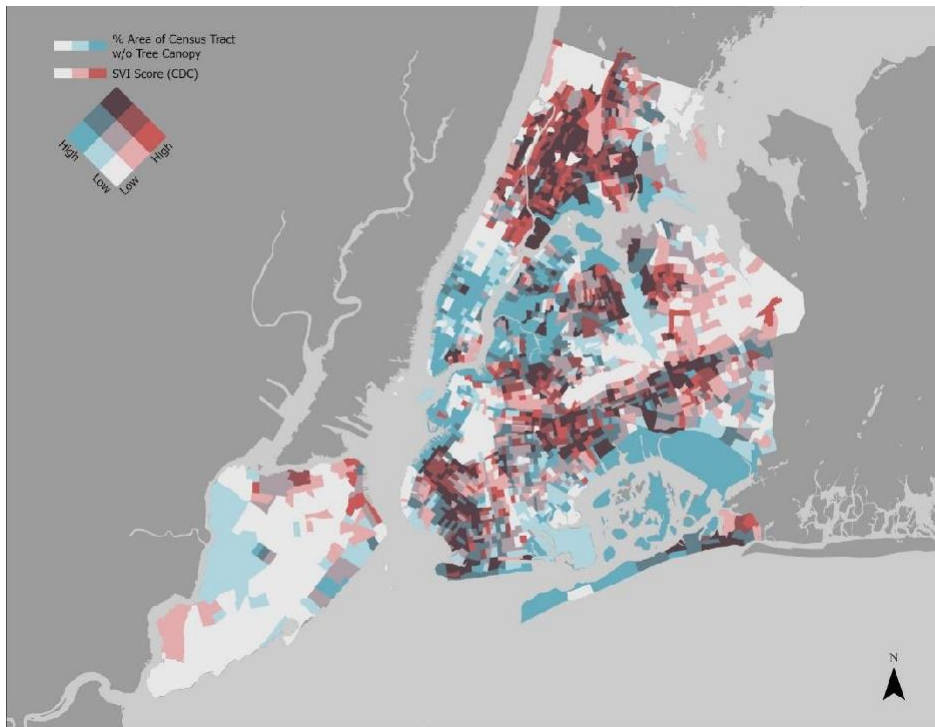 % Area of Census Tract
w/o Tree Canopy
SVI Score (CDC)
High
Low
Low
High
N